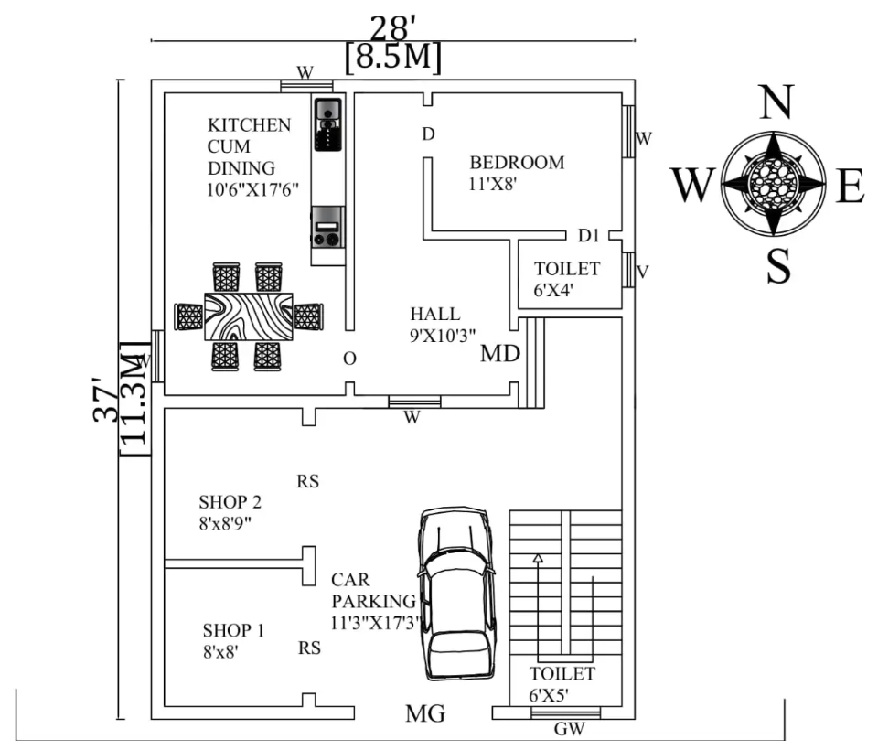 28'
[8.5M]
W
N
W
E
S
KITCHEN
CUM
DINING
10'6"X17'6"
D
BEDROOM
11'X8'
W
D1
TOILET
6'X4'
V
HALL
9'X10'3"
MD
O
W
W
37'
[11.3M]
RS
SHOP 2
8'x8'9"
CAR
PARKING
11'3"X17'3"
SHOP 1
8'x8'
RS
TOILET
6'X5'
MG
GW